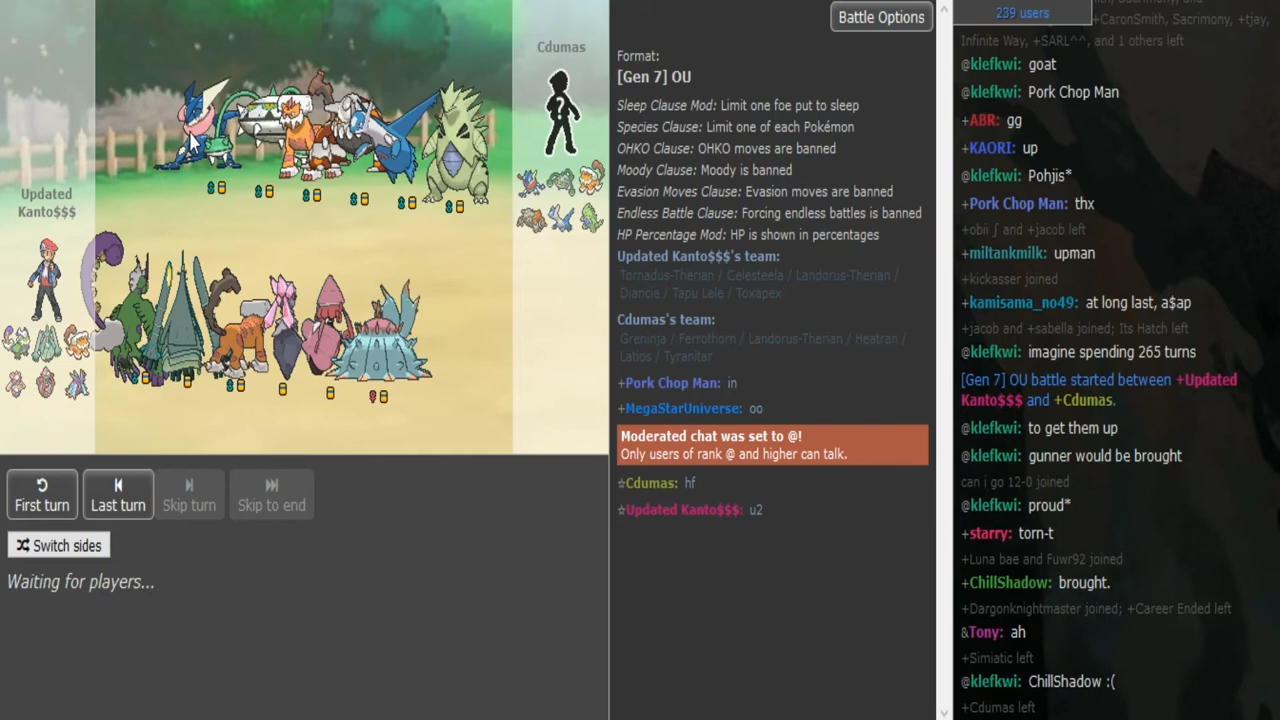 Updated
Kanto$$$
Cdumas
First turn
Last turn
Skip turn
Skip to end
Switch sides
Waiting for players...
Battle Options
Format:
[Gen 7] OU
Sleep Clause Mod: Limit one foe put to sleep
Species Clause: Limit one of each Pokémon
OHKO Clause: OHKO moves are banned
Moody Clause: Moody is banned
Evasion Moves Clause: Evasion moves are banned
Endless Battle Clause: Forcing endless battles is banned
HP Percentage Mod: HP is shown in percentages
Updated Kanto$$$'s team:
Tornadus-Therian / Celesteela / Landorus-Therian /
Diancie / Tapu Lele / Toxapex
Cdumas's team:
Greninja / Ferrothorn / Landorus-Therian / Heatran /
Latios / Tyranitar
+Pork Chop Man: in
+MegaStarUniverse: oo
Moderated chat was set to @!
Only users of rank @ and higher can talk.
☆Cdumas: hf
☆Updated Kanto$$$: u2
239 users
+CaronSmith, Sacrimony, +tjay,
Infinite Way, +SARL^^, and 1 others left
@klefkwi: goat
@klefkwi: Pork Chop Man
+ABR: gg
+KAORI: up
@klefkwi: Pohjis*
+Pork Chop Man: thx
+obii ∫ and +jacob left
+miltankmilk: upman
+kickasser joined
+kamisama_no49: at long last, a$ap
+jacob and +sabella joined; Its Hatch left
@klefkwi: imagine spending 265 turns
[Gen 7] OU battle started between +Updated
Kanto$$$ and +Cdumas.
@klefkwi: to get them up
@klefkwi: gunner would be brought
can i go 12-0 joined
@klefkwi: proud*
+starry: torn-t
+Luna bae and Fuwr92 joined
+ChillShadow: brought.
+Dargonknightmaster joined; +Career Ended left
&Tony: ah
+Simiatic left
@klefkwi: ChillShadow :(
+Cdumas left